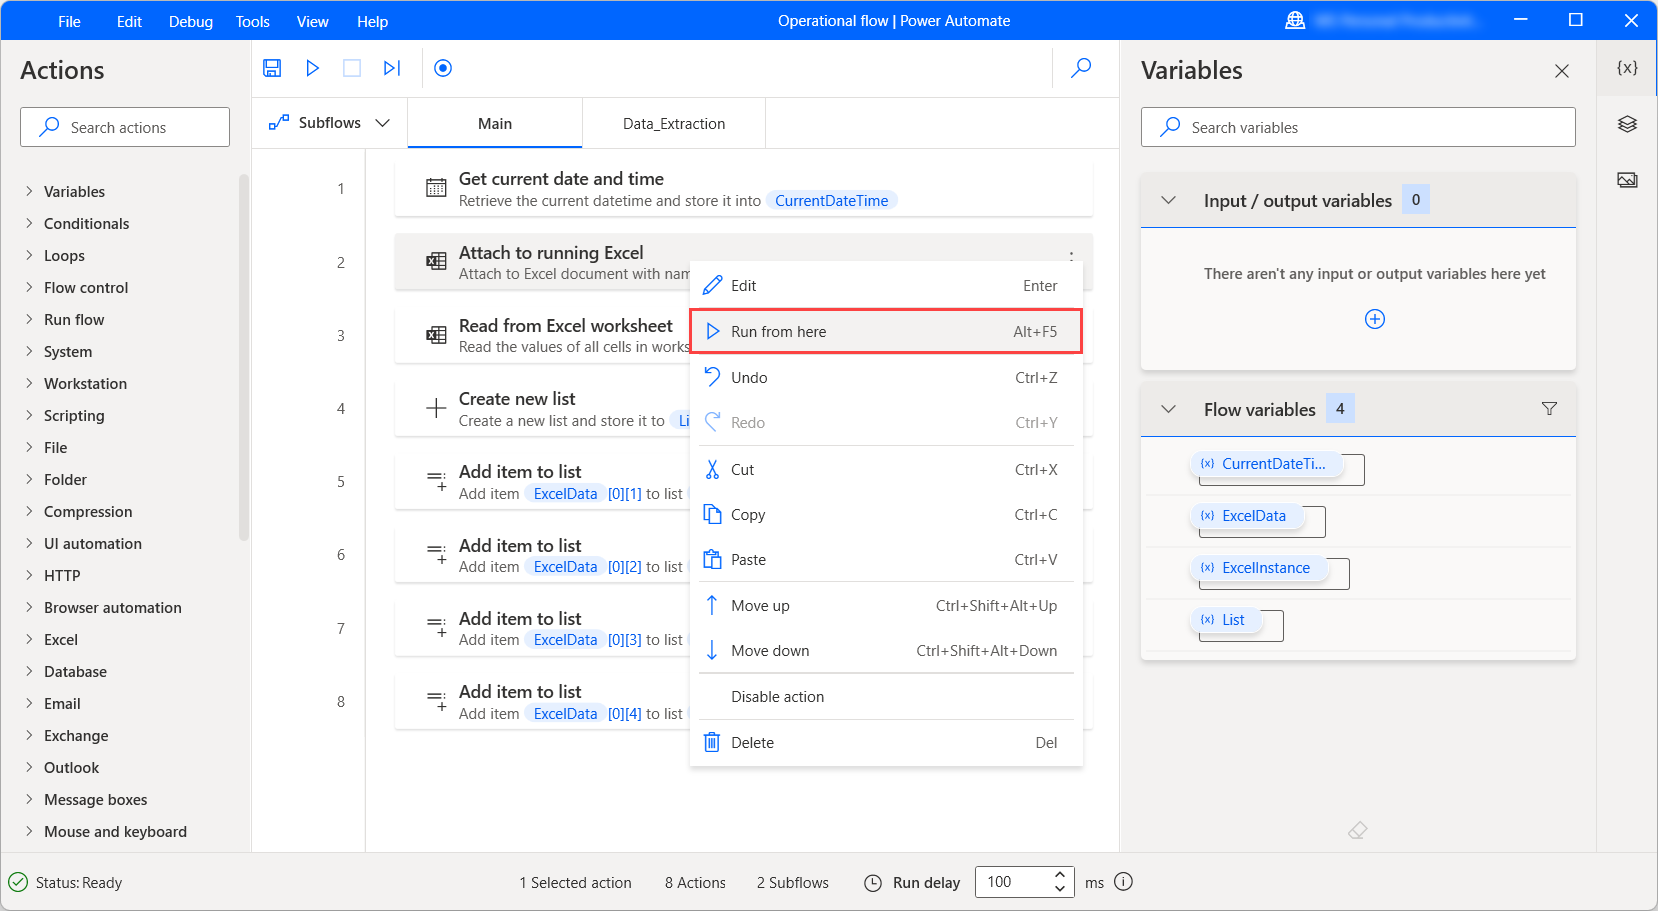 File Edit Debug Tools View Help Operational flow | Power Automate
Actions
Search actions
Variables
Conditionals
Loops
Flow control
Run flow
System
Workstation
Scripting
File
Folder
Compression
UI automation
HTTP
Browser automation
Excel
Database
Email
Exchange
Outlook
Message boxes
Mouse and keyboard
Subflows Main Data_Extraction
1 Get current date and time
Retrieve the current datetime and store it into CurrentDateTime
2 Attach to running Excel
Attach to Excel document with nam
3 Read from Excel worksheet
Read the values of all cells in works
4 Create new list
Create a new list and store it to Li
5 Add item to list
Add item ExcelData [0][1] to list
6 Add item to list
Add item ExcelData [0][2] to list
7 Add item to list
Add item ExcelData [0][3] to list
8 Add item to list
Add item ExcelData [0][4] to list
Edit Enter
Run from here Alt+F5
Undo Ctrl+Z
Redo Ctrl+Y
Cut Ctrl+X
Copy Ctrl+C
Paste Ctrl+V
Move up Ctrl+Shift+Alt+Up
Move down Ctrl+Shift+Alt+Down
Disable action
Delete Del
Variables
{x}
Search variables
Input / output variables 0
There aren't any input or output variables here yet
Flow variables 4
{x} CurrentDateTi...
{x} ExcelData
{x} ExcelInstance
{x} List
Status: Ready 1 Selected action 8 Actions 2 Subflows Run delay 100 ms